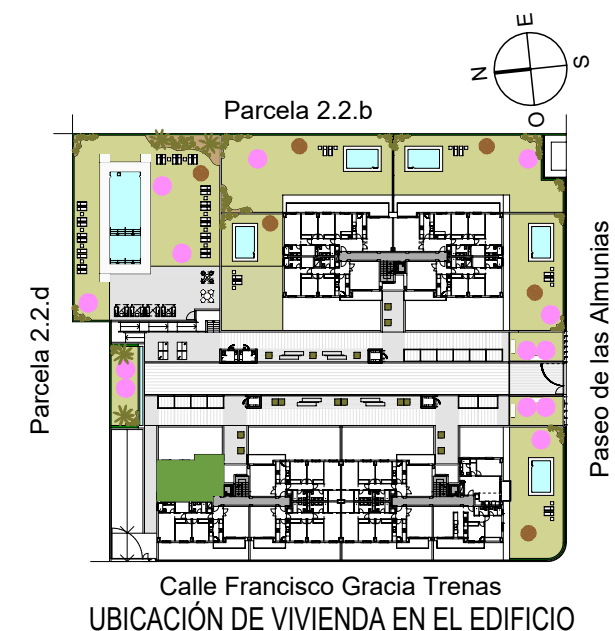 E
N
S
O
Parcela 2.2.b
Parcela 2.2.d
Paseo de las Almunias
Calle Francisco Gracia Trenas
UBICACIÓN DE VIVIENDA EN EL EDIFICIO